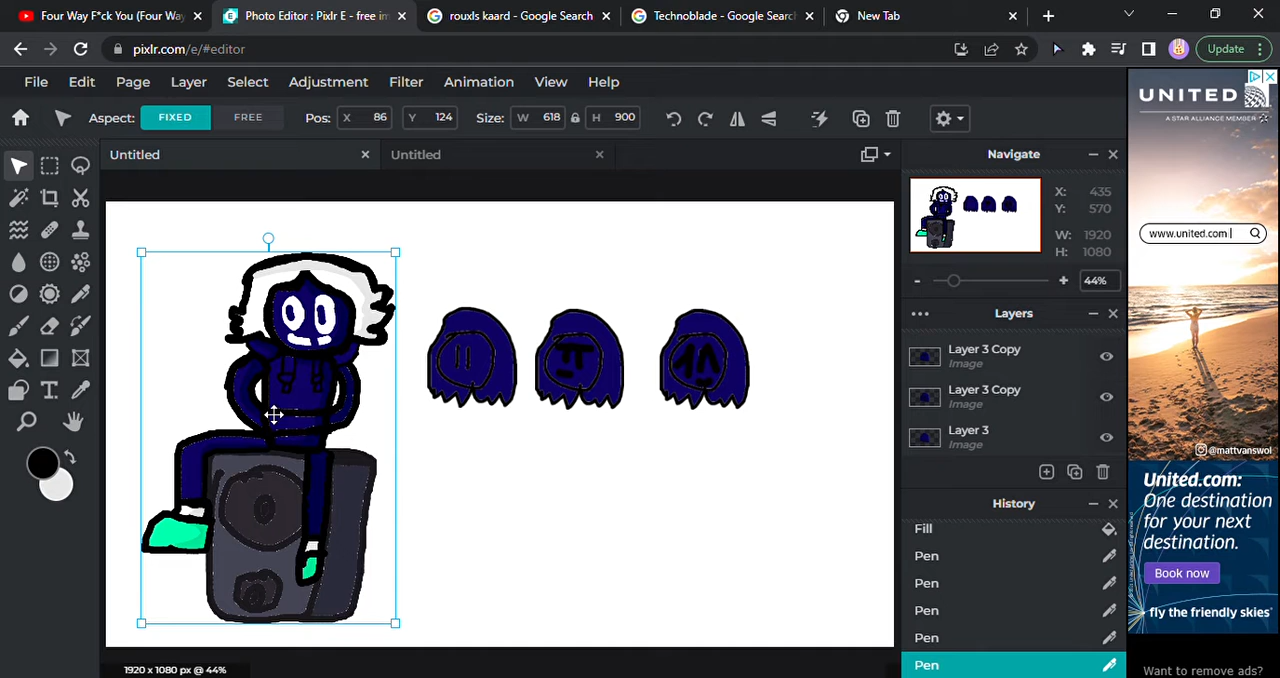 Four Way F*ck You (Four Way
Photo Editor : Pixlr E - free im
rouxls kaard - Google Search
Technoblade - Google Search
New Tab
pixlr.com/e/#editor
Update
File Edit Page Layer Select Adjustment Filter Animation View Help
Aspect: FIXED FREE Pos: X 86 Y 124 Size: W 618 H 900
Untitled
Untitled
Navigate
X: 435
Y: 570
W: 1920
H: 1080
44%
Layers
Layer 3 Copy
Image
Layer 3 Copy
Image
Layer 3
Image
History
Fill
Pen
Pen
Pen
Pen
Pen
1920 x 1080 px @ 44%
UNITED
A STAR ALLIANCE MEMBER
www.united.com
@mattvanswol
United.com:
One destination
for your next
destination.
Book now
fly the friendly skies
Want to remove ads?